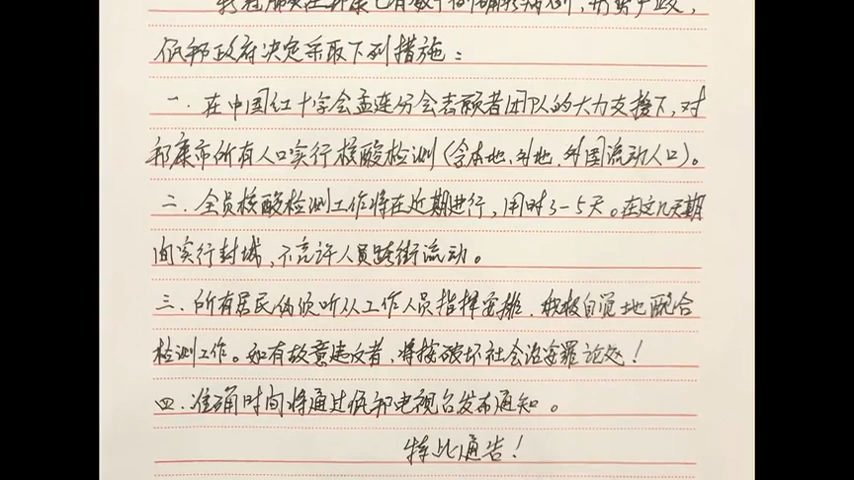 邦政府决定采取下列措施：
一．在中国红十字会孟连分会志愿者团队的大力支持下，对
邦康市所有人口实行核酸检测（含本地、外地、外国流动人口）。
二．全员核酸检测工作将在近期进行，用时3-5天。在这几天期
间实行封城，不允许人员跨街流动。
三．所有居民必须听从工作人员指挥安排．积极自觉地配合
检测工作。如有故意违反者，将按破坏社会治安罪论处！
四．准确时间将通过佤邦电视台发布通知。
特此通告！